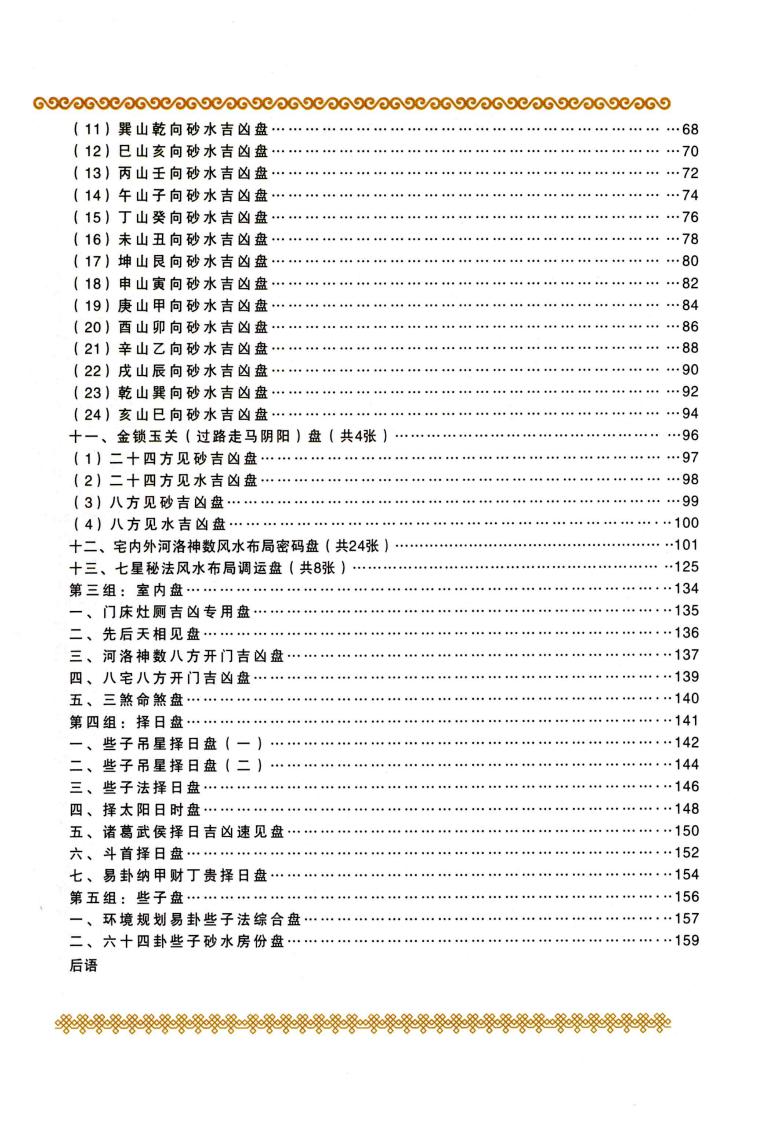 （11）巽山乾向砂水吉凶盘……………………………………………………………68
（12）巳山亥向砂水吉凶盘……………………………………………………………70
（13）丙山壬向砂水吉凶盘……………………………………………………………72
（14）午山子向砂水吉凶盘……………………………………………………………74
（15）丁山癸向砂水吉凶盘……………………………………………………………76
（16）未山丑向砂水吉凶盘……………………………………………………………78
（17）坤山艮向砂水吉凶盘……………………………………………………………80
（18）申山寅向砂水吉凶盘……………………………………………………………82
（19）庚山甲向砂水吉凶盘……………………………………………………………84
（20）酉山卯向砂水吉凶盘……………………………………………………………86
（21）辛山乙向砂水吉凶盘……………………………………………………………88
（22）戌山辰向砂水吉凶盘……………………………………………………………90
（23）乾山巽向砂水吉凶盘……………………………………………………………92
（24）亥山巳向砂水吉凶盘……………………………………………………………94
十一、金锁玉关（过路走马阴阳）盘（共4张）………………………………………96
（1）二十四方见砂吉凶盘……………………………………………………………97
（2）二十四方见水吉凶盘……………………………………………………………98
（3）八方见砂吉凶盘…………………………………………………………………99
（4）八方见水吉凶盘…………………………………………………………………100
十二、宅内外河洛神数风水布局密码盘（共24张）……………………………………101
十三、七星秘法风水布局调运盘（共8张）……………………………………………125
第三组：室内盘…………………………………………………………………………134
一、门床灶厕吉凶专用盘………………………………………………………………135
二、先后天相见盘………………………………………………………………………136
三、河洛神数八方开门吉凶盘…………………………………………………………137
四、八宅八方开门吉凶盘………………………………………………………………139
五、三煞命煞盘…………………………………………………………………………140
第四组：择日盘…………………………………………………………………………141
一、些子吊星择日盘（一）……………………………………………………………142
二、些子吊星择日盘（二）……………………………………………………………144
三、些子法择日盘………………………………………………………………………146
四、择太阳日时盘………………………………………………………………………148
五、诸葛武侯择日吉凶速见盘…………………………………………………………150
六、斗首择日盘…………………………………………………………………………152
七、易卦纳甲财丁贵择日盘……………………………………………………………154
第五组：些子盘…………………………………………………………………………156
一、环境规划易卦些子法综合盘………………………………………………………157
二、六十四卦些子砂水房份盘…………………………………………………………159
后语